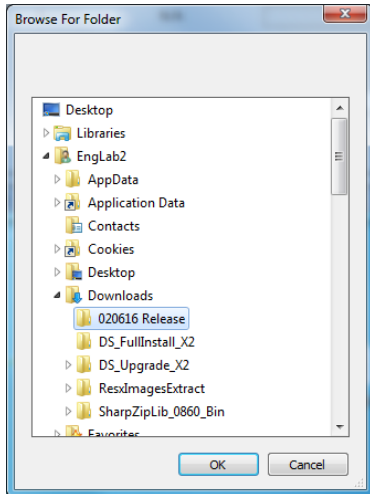 Browse For Folder
Desktop
Libraries
EngLab2
AppData
Application Data
Contacts
Cookies
Desktop
Downloads
020616 Release
DS_FullInstall_X2
DS_Upgrade_X2
ResxImagesExtract
SharpZipLib_0860_Bin
Favorites
OK
Cancel